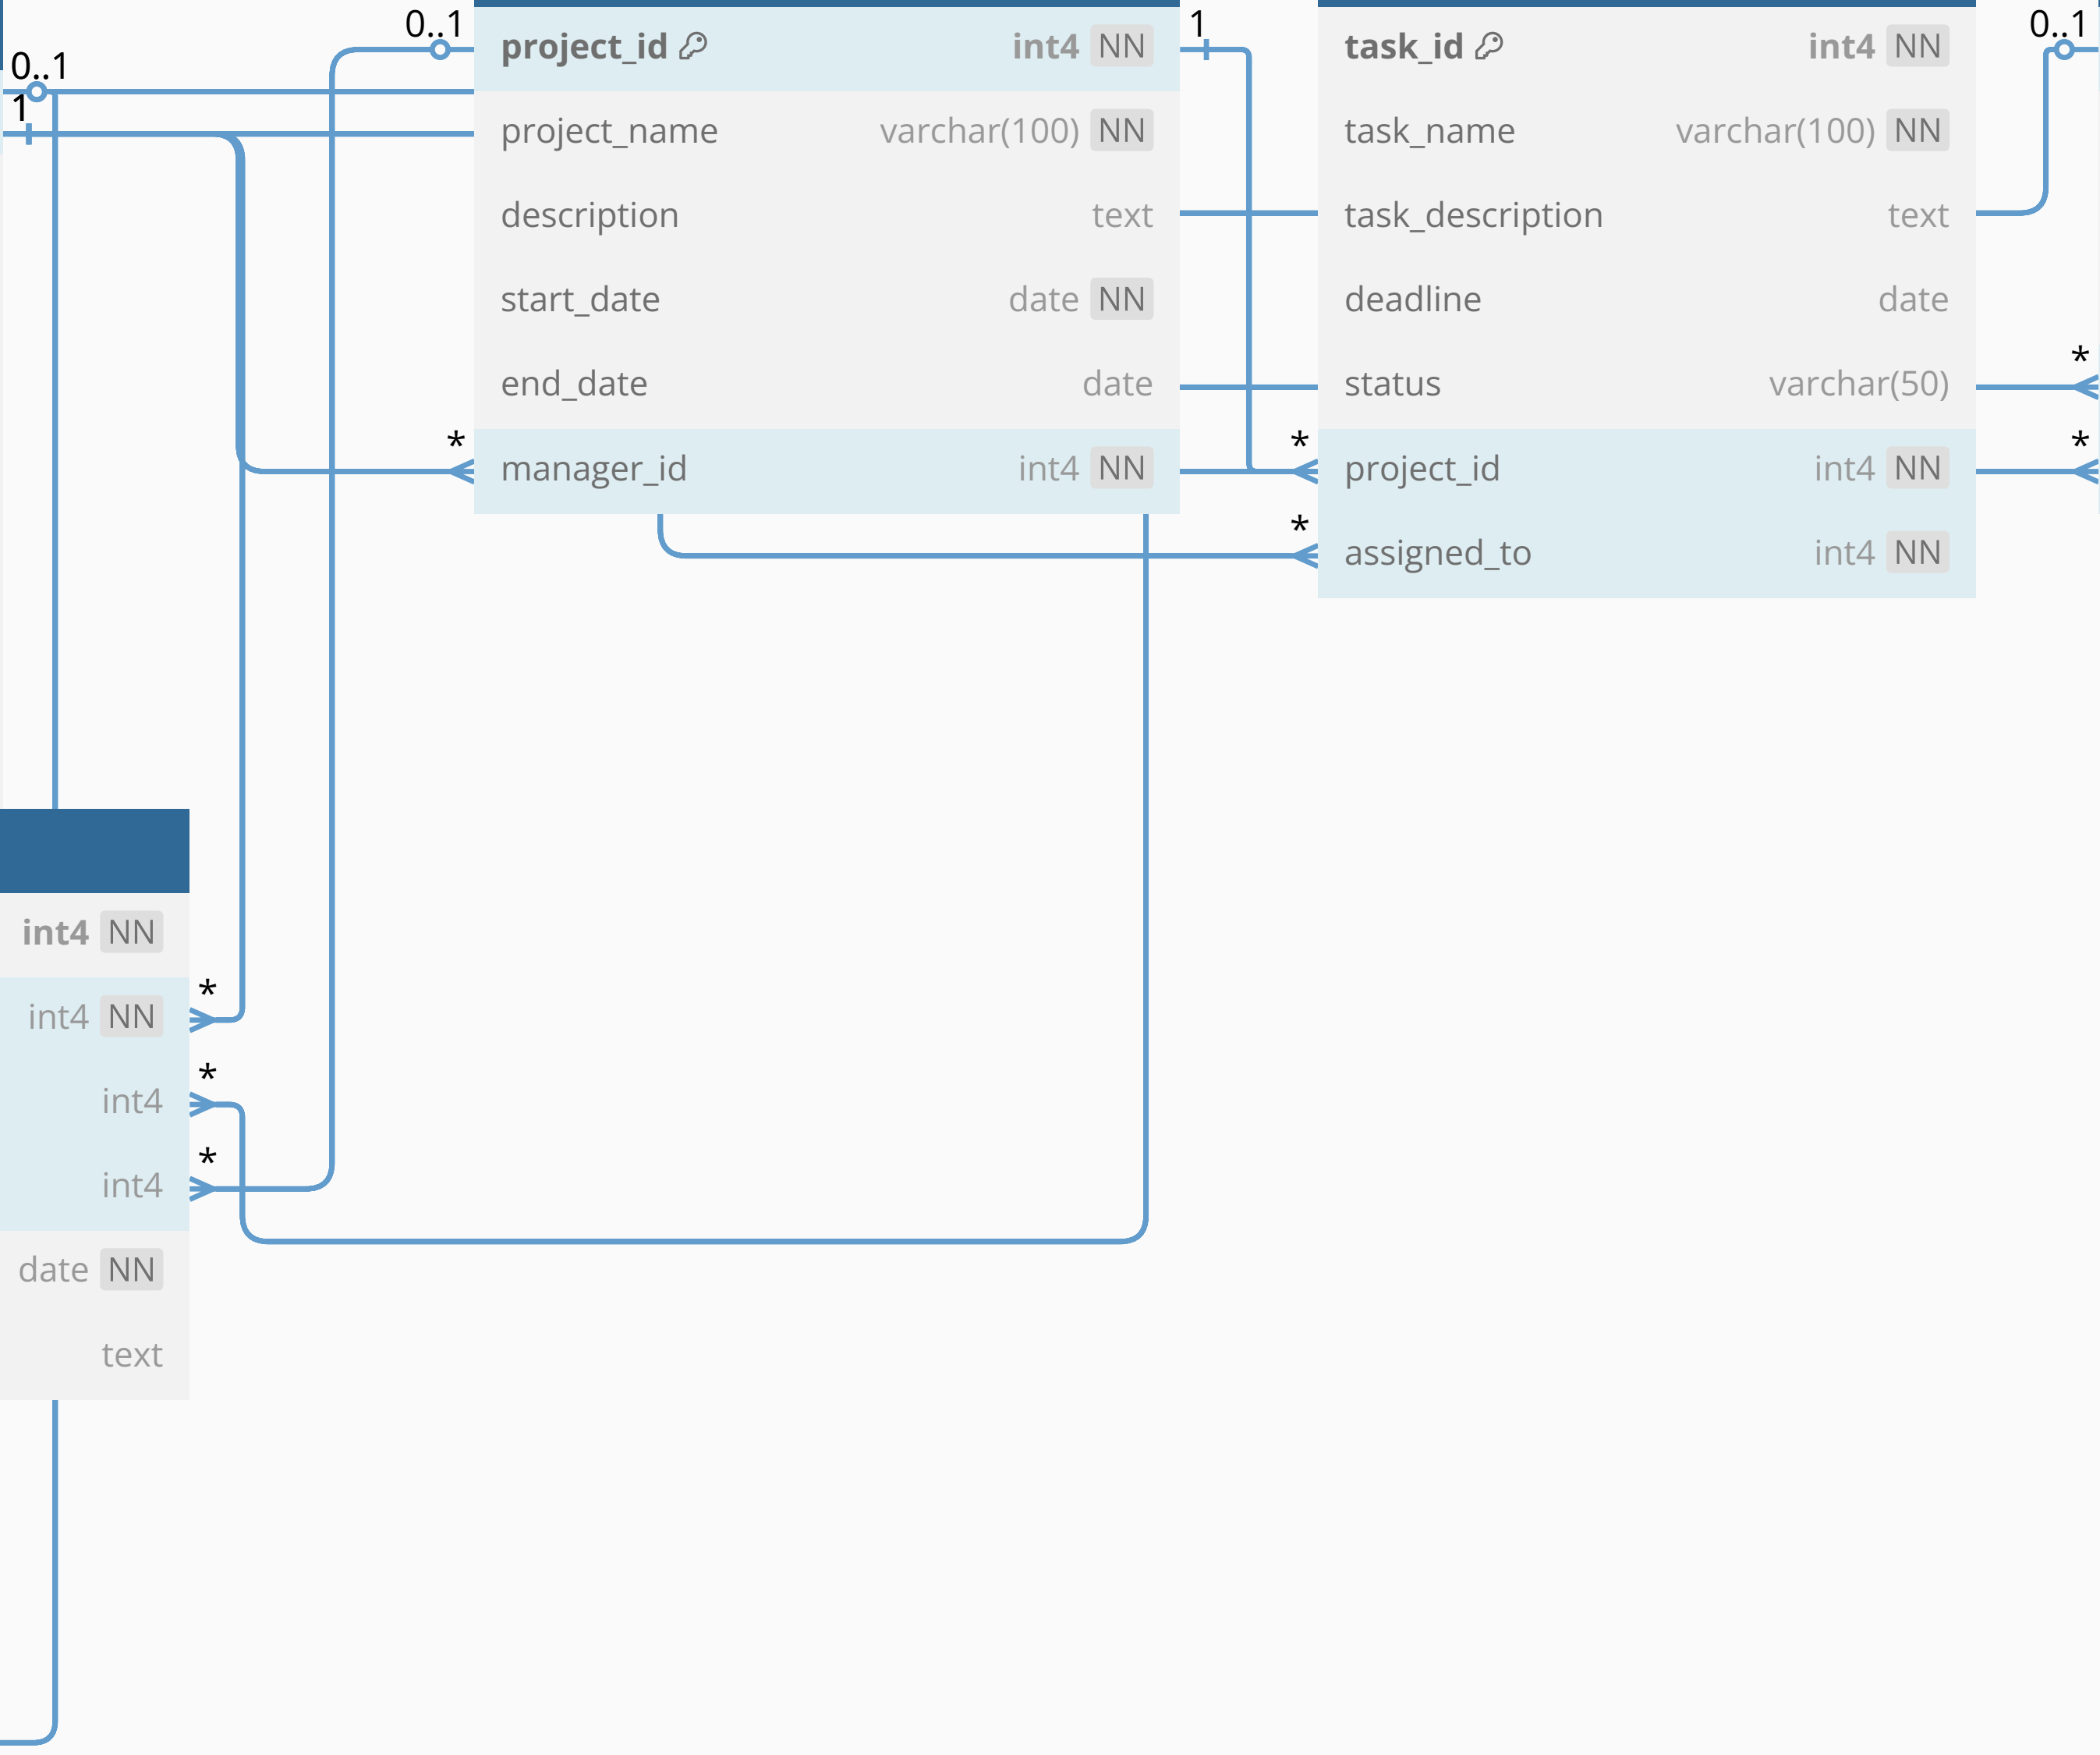 0..1
1
0..1
project_id int4 NN
project_name varchar(100) NN
description text
start_date date NN
end_date date
* manager_id int4 NN
1
task_id int4 NN
task_name varchar(100) NN
task_description text
deadline date
status varchar(50)
* project_id int4 NN
* assigned_to int4 NN
0..1
*
*
int4 NN
int4 NN *
int4 *
int4 *
date NN
text